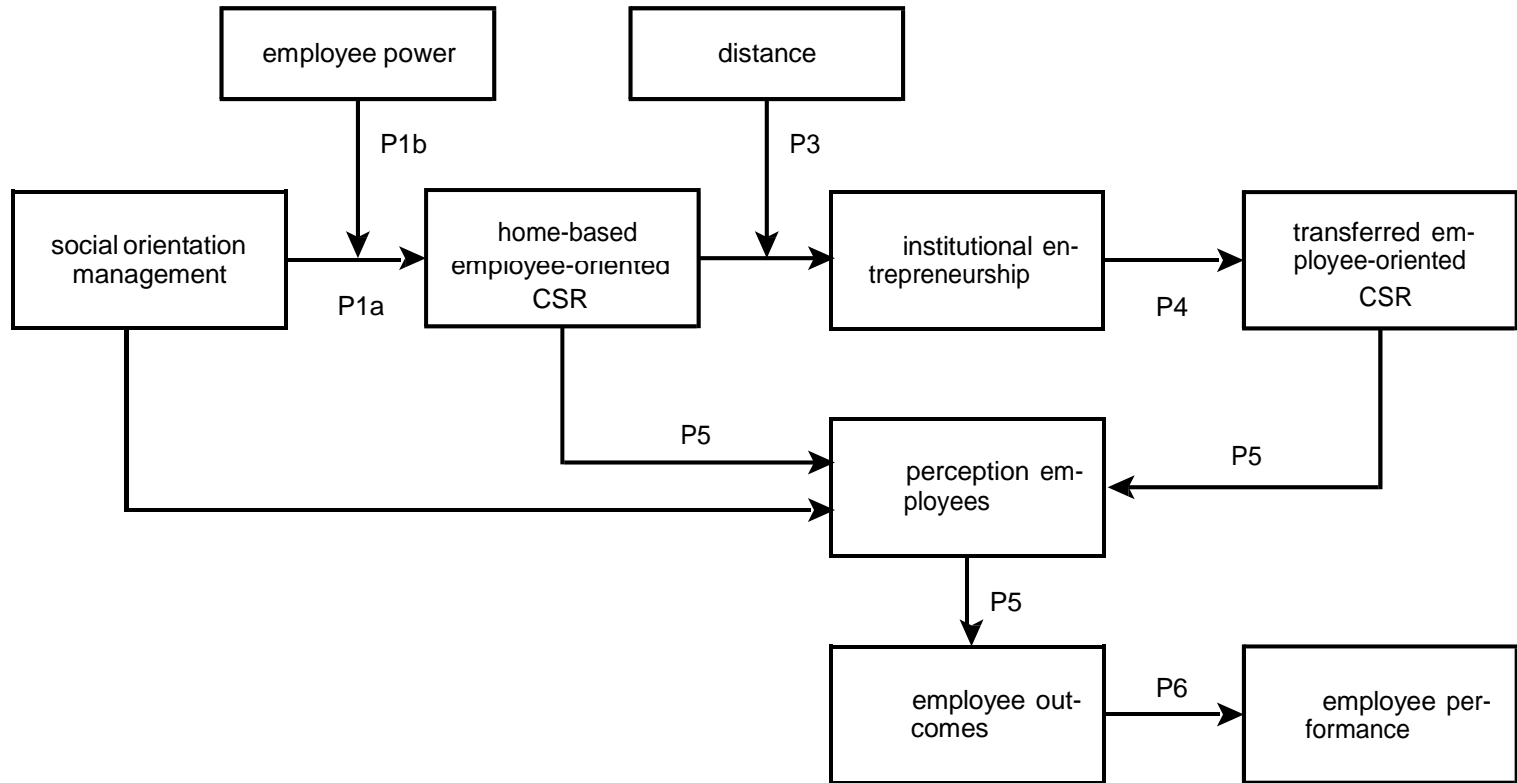 employee power
distance
P1b
P3
social orientation
management
P1a
home-based
employee-oriented
CSR
institutional en-
trepreneurship
P4
transferred em-
ployee-oriented
CSR
P5
P5
perception em-
ployees
P5
employee out-
comes
P6
employee per-
formance